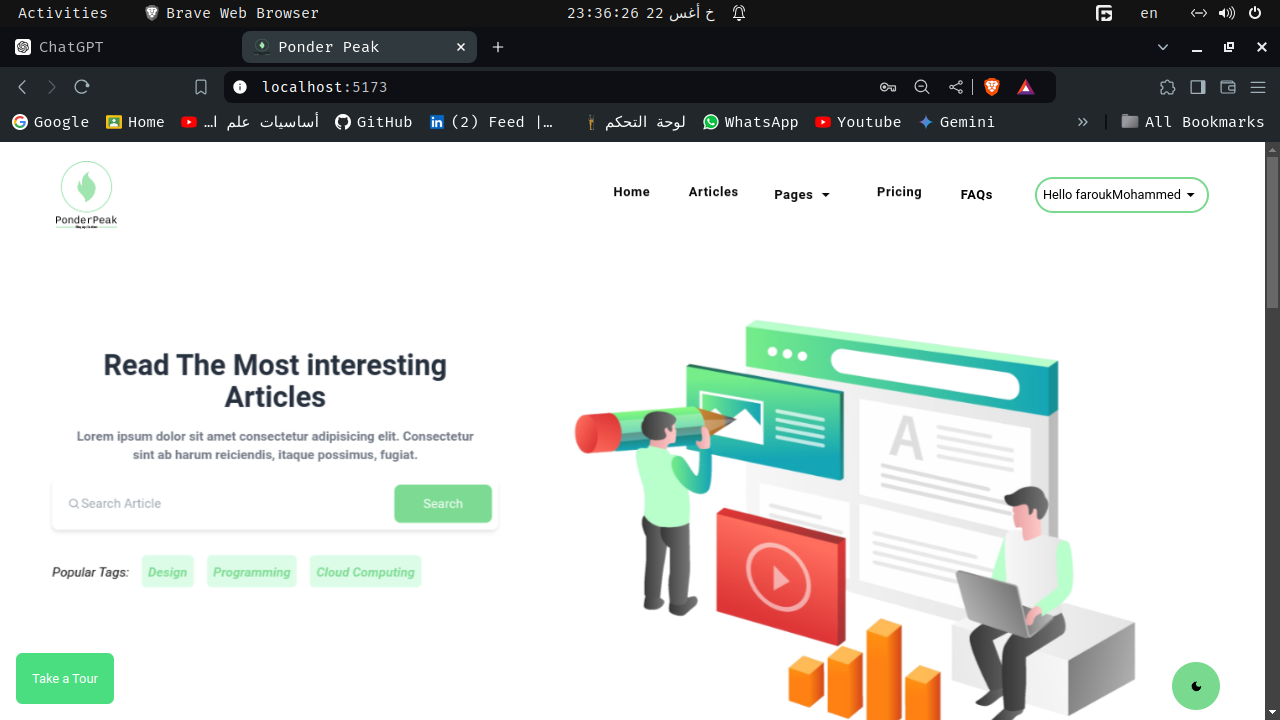 Activities
Brave Web Browser
23:36:26 خ أغس 22
en
ChatGPT
Ponder Peak
localhost:5173
Google
Home
أساسيات علم ا...
GitHub
(2) Feed |...
لوحة التحكم
WhatsApp
Youtube
Gemini
All Bookmarks
PonderPeak
Home
Articles
Pages
Pricing
FAQs
Hello faroukMohammed
Read The Most interesting
Articles
Lorem ipsum dolor sit amet consectetur adipisicing elit. Consectetur
sint ab harum reiciendis, itaque possimus, fugiat.
Search Article
Search
Popular Tags:
Design
Programming
Cloud Computing
A
Take a Tour